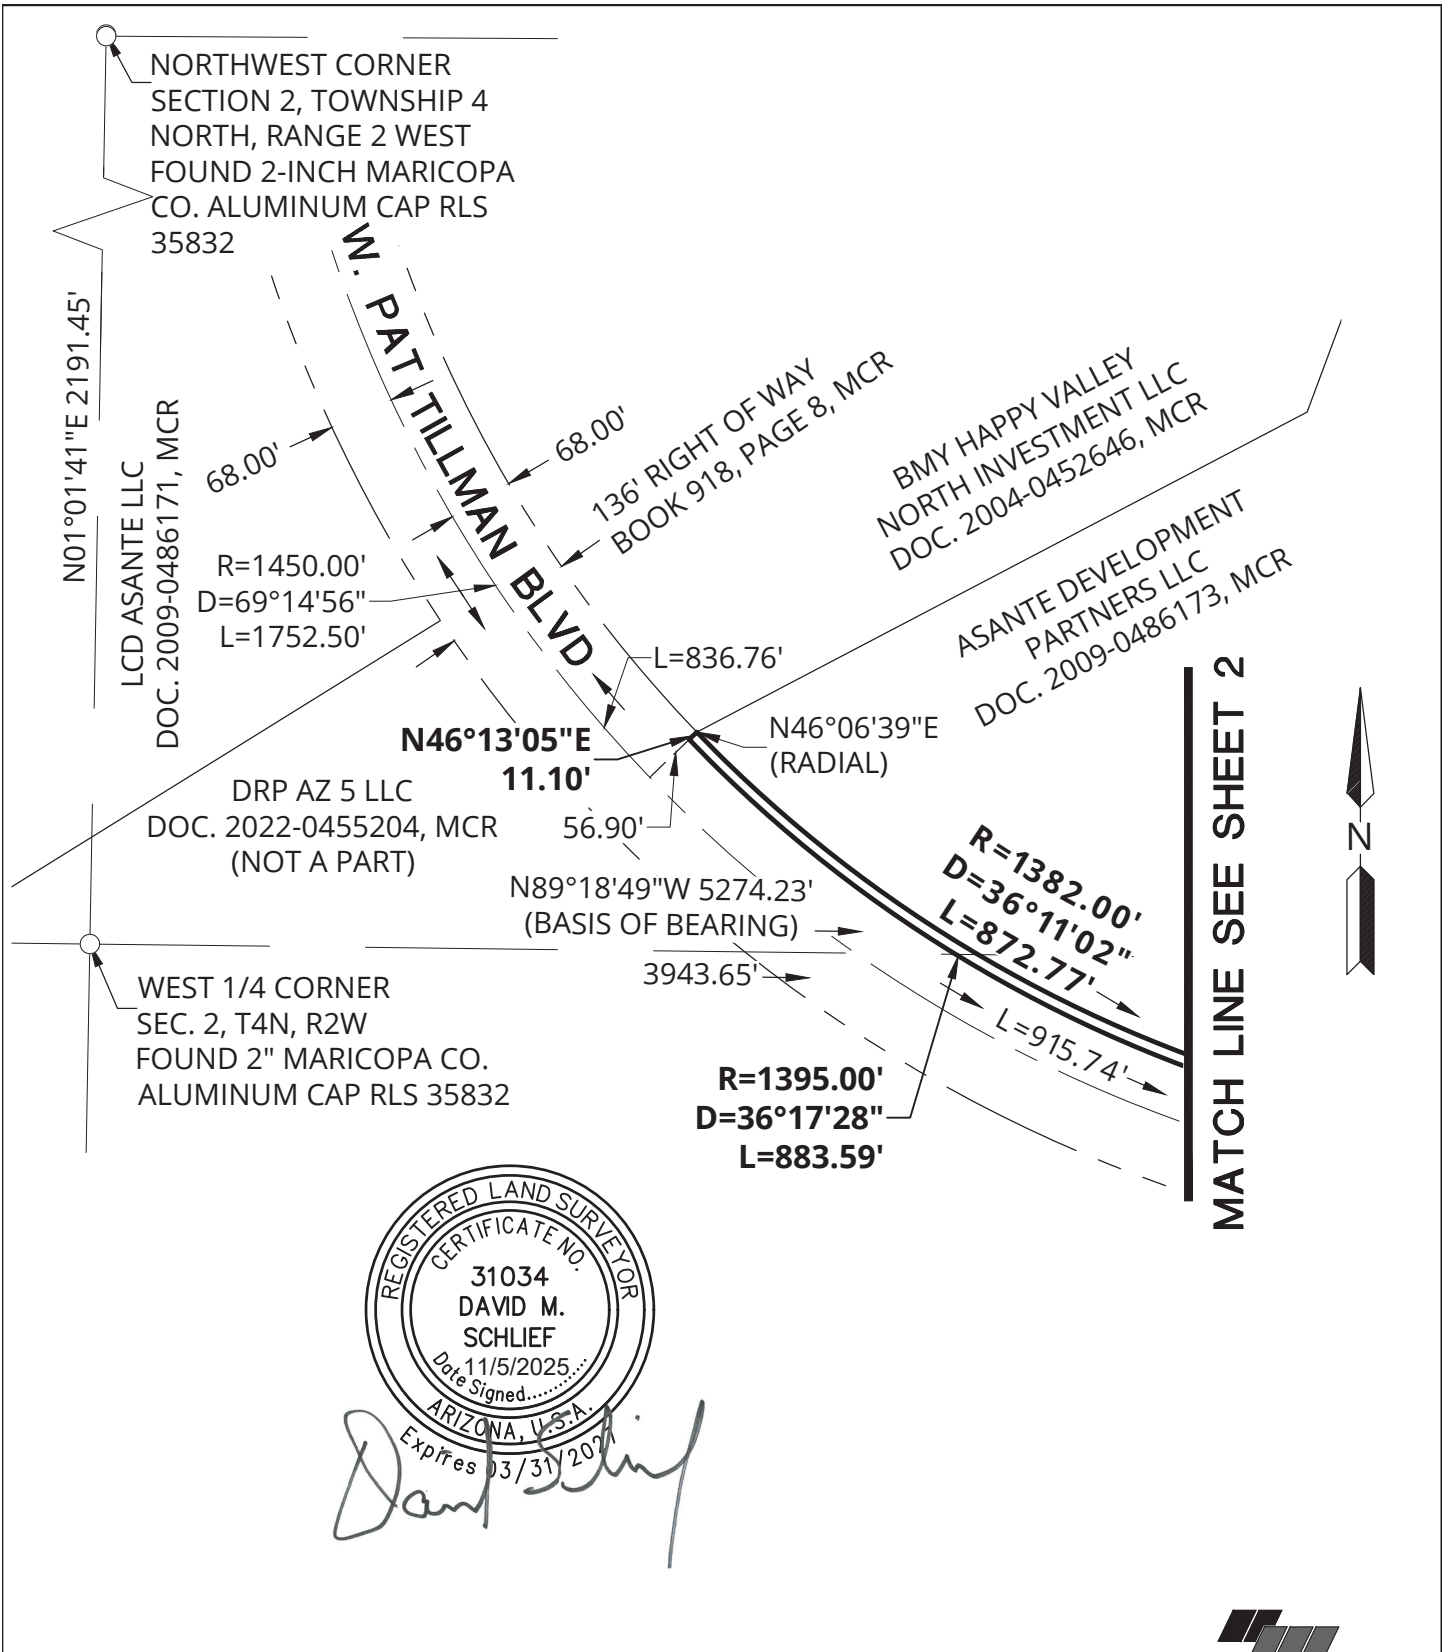 NORTHWEST CORNER
SECTION 2, TOWNSHIP 4
NORTH, RANGE 2 WEST
FOUND 2-INCH MARICOPA
CO. ALUMINUM CAP RLS
35832
N01°01'41"E 2191.45'
LCD ASANTE LLC
DOC. 2009-0486171, MCR
W. PAT TILLMAN BLVD
68.00'
68.00'
136' RIGHT OF WAY
BOOK 918, PAGE 8, MCR
BMY HAPPY VALLEY
NORTH INVESTMENT LLC
DOC. 2004-0452646, MCR
ASANTE DEVELOPMENT
PARTNERS LLC
DOC. 2009-0486173, MCR
R=1450.00'
D=69°14'56"
L=1752.50'
L=836.76'
N46°13'05"E
11.10'
N46°06'39"E
(RADIAL)
DRP AZ 5 LLC
DOC. 2022-0455204, MCR
(NOT A PART)
56.90'
N89°18'49"W 5274.23'
(BASIS OF BEARING)
3943.65'
R=1382.00'
D=36°11'02"
L=872.77'
L=915.74'
MATCH LINE SEE SHEET 2
N
WEST 1/4 CORNER
SEC. 2, T4N, R2W
FOUND 2" MARICOPA CO.
ALUMINUM CAP RLS 35832
R=1395.00'
D=36°17'28"
L=883.59'
REGISTERED LAND SURVEYOR
CERTIFICATE NO.
31034
DAVID M.
SCHLIEF
11/5/2025
Date Signed..............
ARIZONA, U.S.A.
Expires 03/31/2027